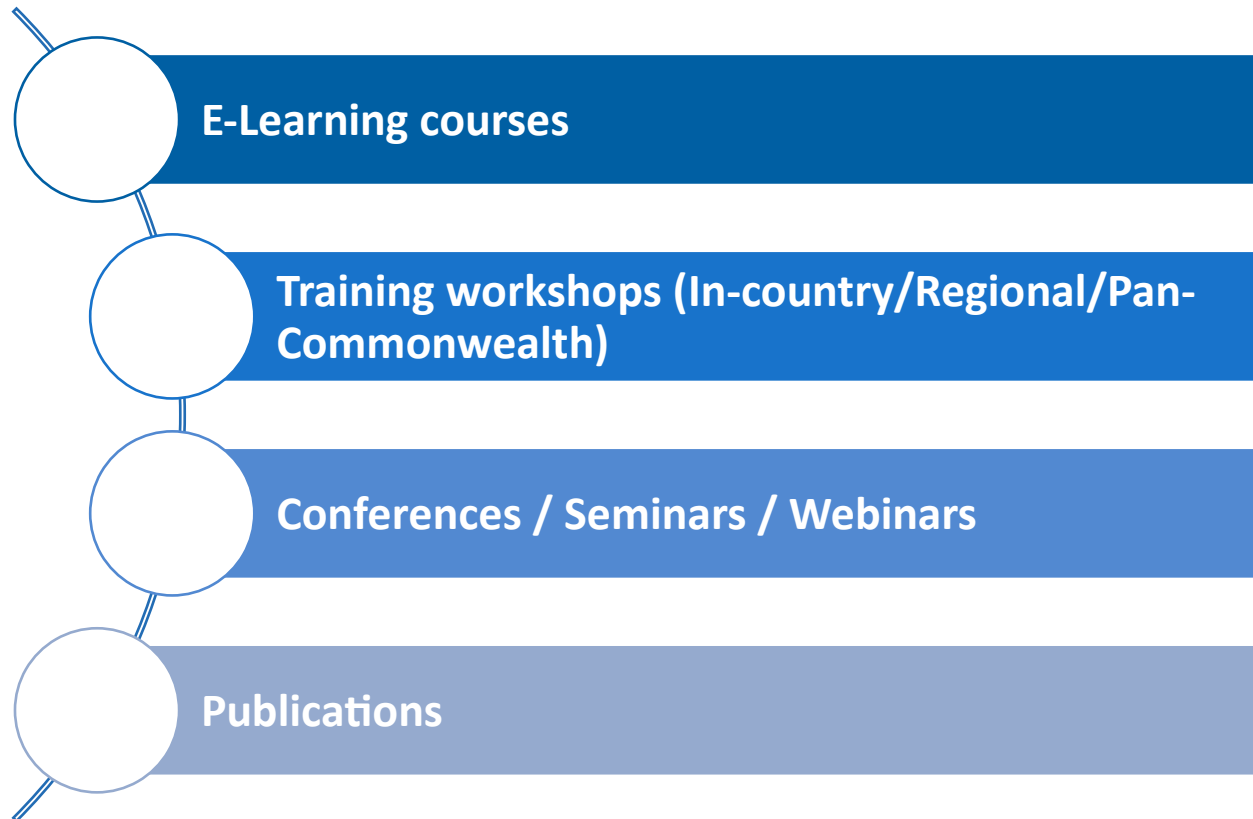 E-Learning courses
Training workshops (In-country/Regional/Pan-
Commonwealth)
Conferences / Seminars / Webinars
Publications